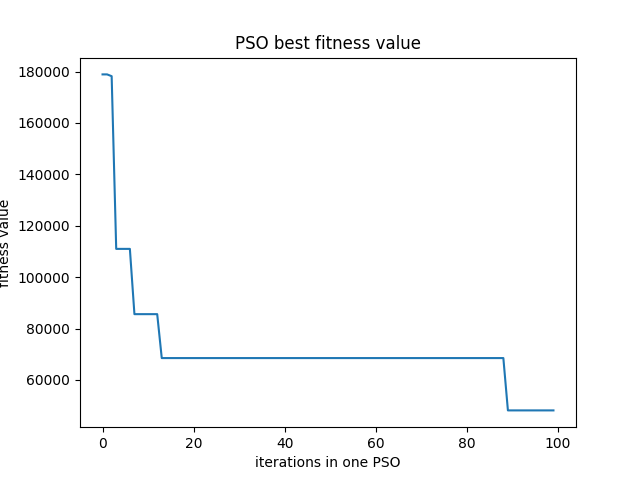 PSO best fitness value
180000
160000
140000
120000
100000
80000
60000
fitness value
0 20 40 60 80 100
iterations in one PSO